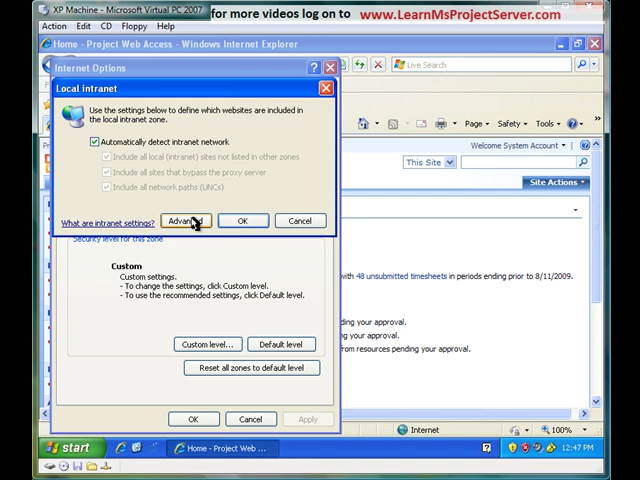 XP Machine - Microsoft Virtual PC 2007
for more videos log on to www.LearnMsProjectServer.com
Action Edit CD Floppy Help
Home - Project Web Access - Windows Internet Explorer
Internet Options
Live Search
Local intranet
Use the settings below to define which websites are included in
the local intranet zone.
Automatically detect intranet network
Include all local (intranet) sites not listed in other zones
Include all sites that bypass the proxy server
Include all network paths (UNCs)
What are intranet settings?
Advanced
OK
Cancel
Page
Safety
Tools
Welcome System Account
This Site
Site Actions
Security level for this zone
Custom
Custom settings.
- To change the settings, click Custom level.
- To use the recommended settings, click Default level.
with 48 unsubmitted timesheets in periods ending prior to 8/11/2009.
ding your approval.
pending your approval.
from resources pending your approval.
Custom level...
Default level
Reset all zones to default level
OK
Cancel
Apply
Internet
100%
start
Home - Project Web ...
12:47 PM